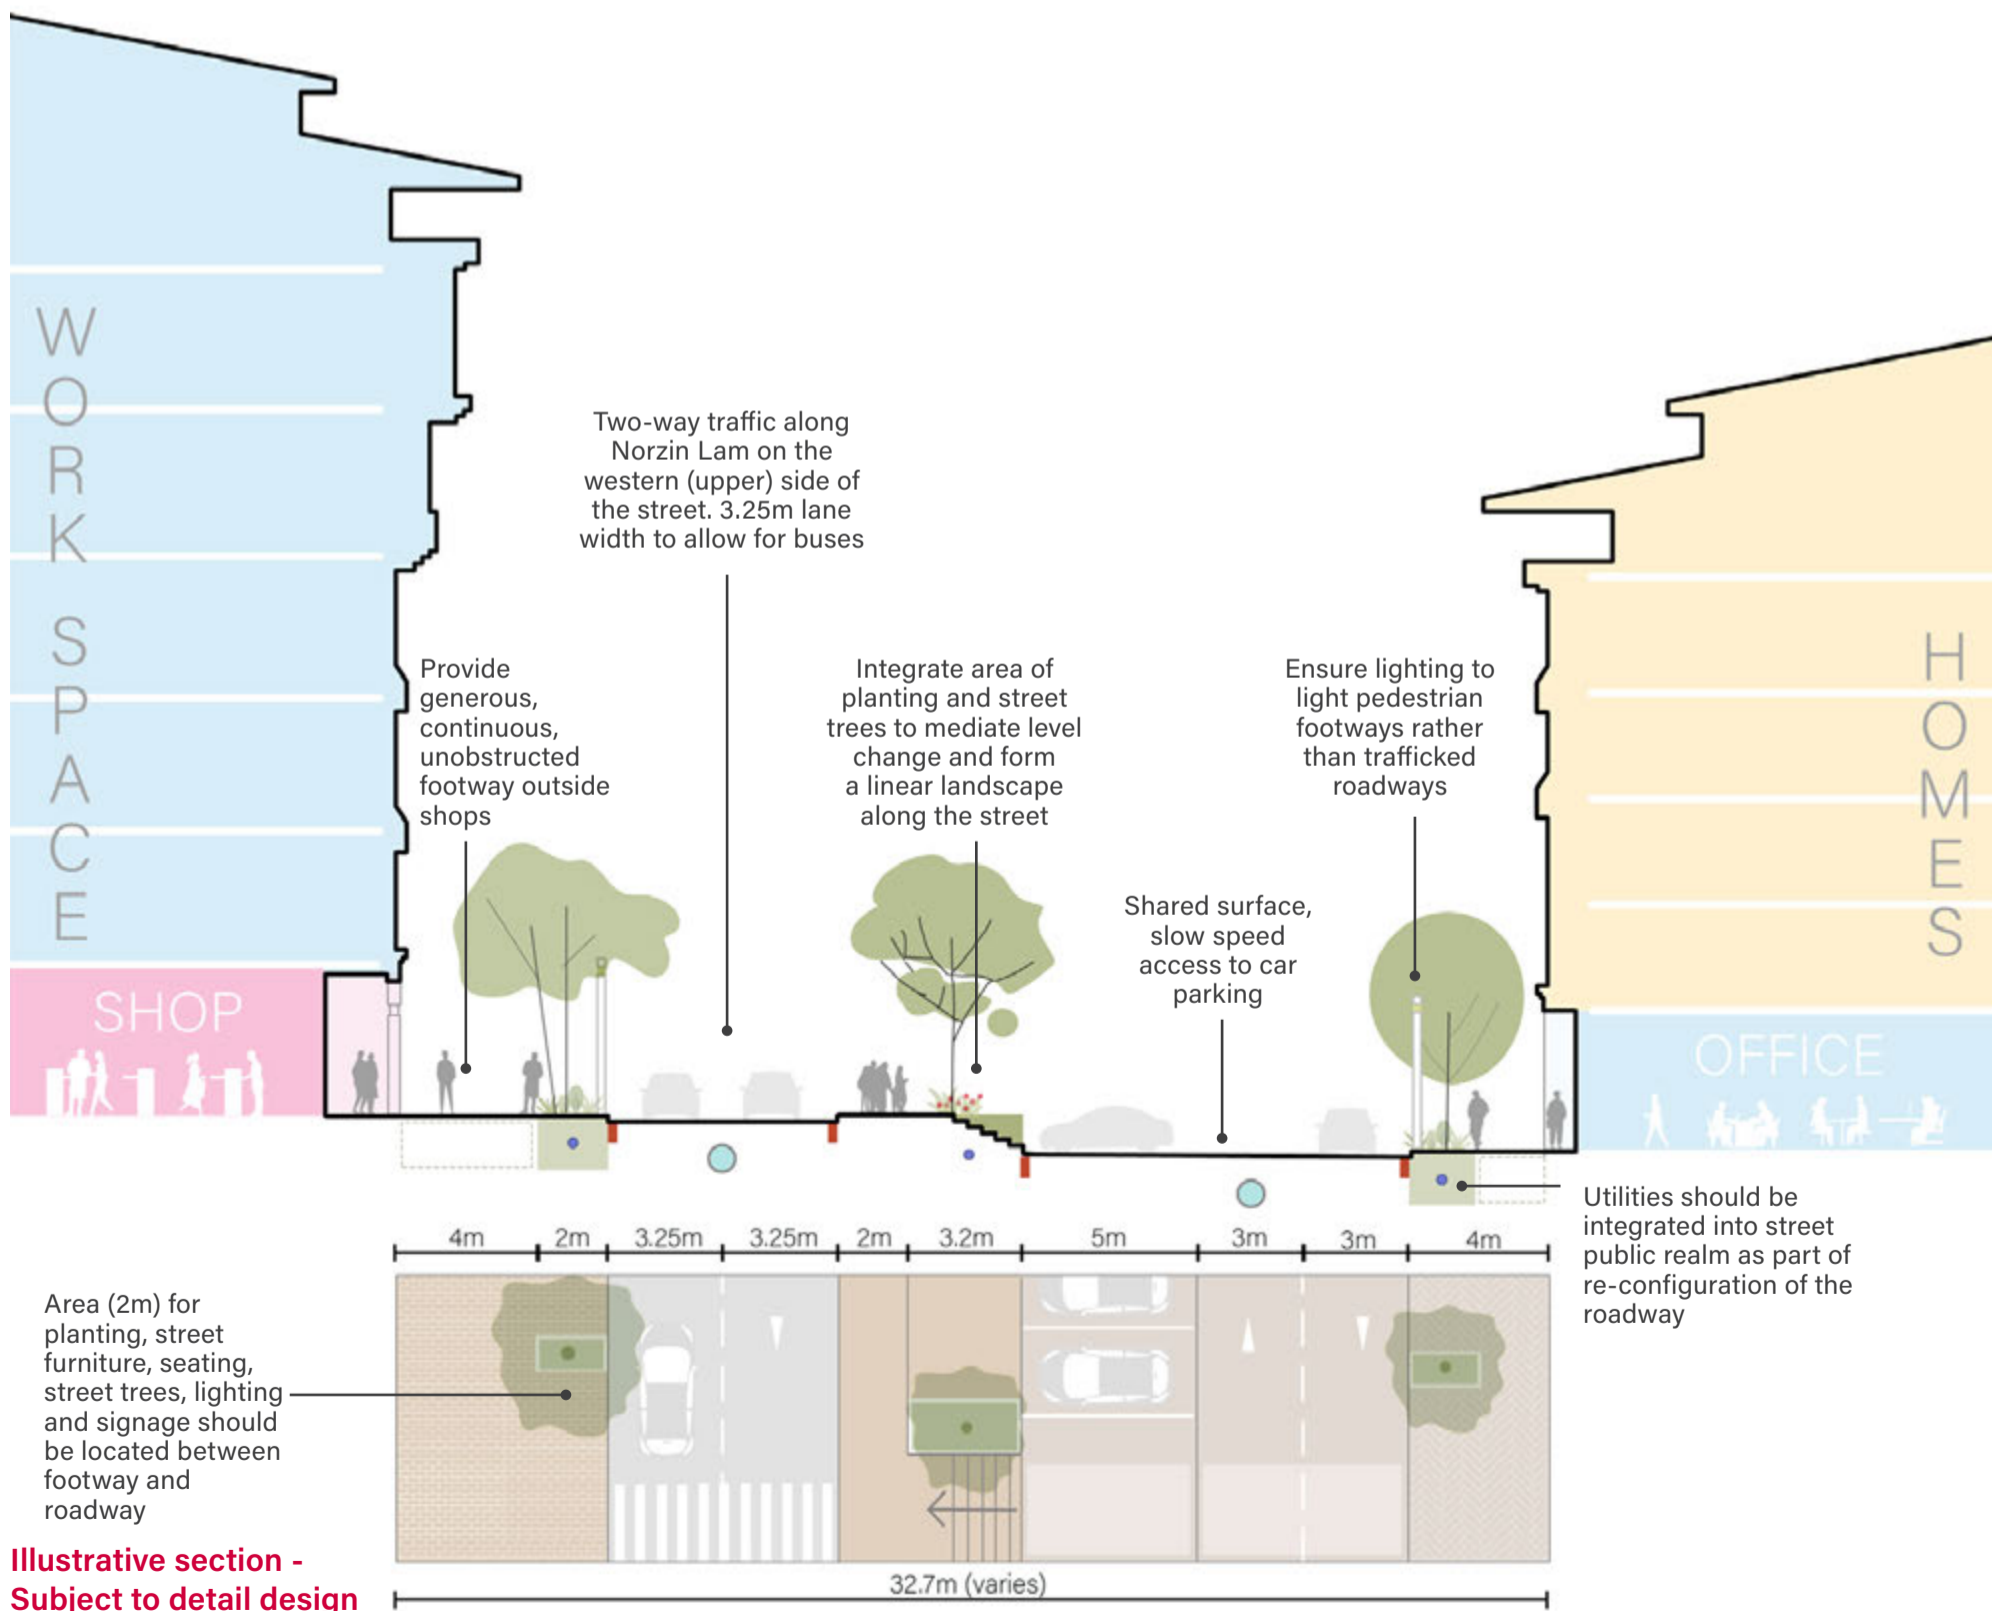 WORK SPACE
Two-way traffic along
Norzin Lam on the
western (upper) side of
the street. 3.25m lane
width to allow for buses
Provide
generous,
continuous,
unobstructed
footway outside
shops
Integrate area of
planting and street
trees to mediate level
change and form
a linear landscape
along the street
Ensure lighting to
light pedestrian
footways rather
than trafficked
roadways
HOMES
Shared surface,
slow speed
access to car
parking
SHOP
OFFICE
Utilities should be
integrated into street
public realm as part of
re-configuration of the
roadway
4m 2m 3.25m 3.25m 2m 3.2m 5m 3m 3m 4m
Area (2m) for
planting, street
furniture, seating,
street trees, lighting
and signage should
be located between
footway and
roadway
Illustrative section -
Subject to detail design
32.7m (varies)